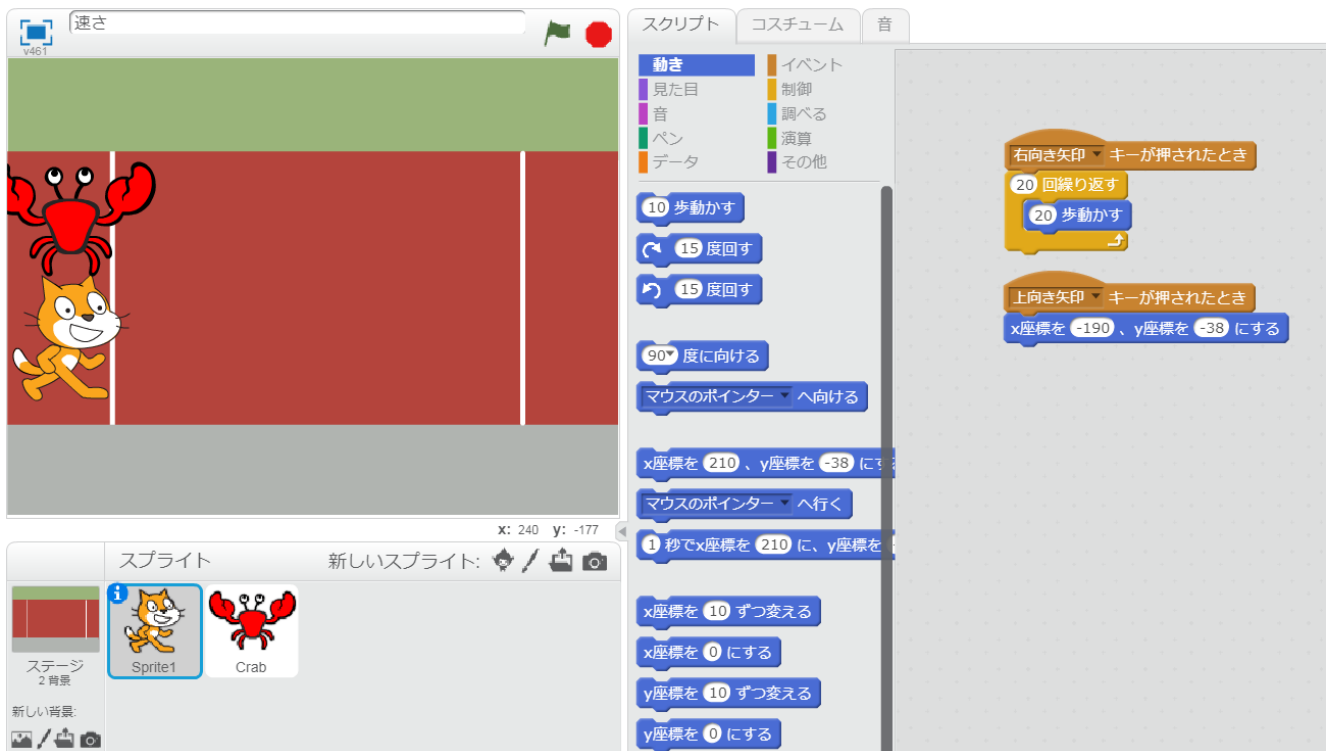 速さ
v461
スクリプト
コスチューム
音
動き
イベント
見た目
制御
音
調べる
ペン
演算
データ
その他
10 歩動かす
15 度回す
15 度回す
90 度に向ける
マウスのポインター へ向ける
x座標を 210 、y座標を -38 にす
マウスのポインター へ行く
1 秒でx座標を 210 に、y座標を
x座標を 10 ずつ変える
x座標を 0 にする
y座標を 10 ずつ変える
y座標を 0 にする
右向き矢印 キーが押されたとき
20 回繰り返す
20 歩動かす
上向き矢印 キーが押されたとき
x座標を -190 、y座標を -38 にする
x: 240 y: -177
スプライト
新しいスプライト:
ステージ
2 背景
新しい背景:
Sprite1
Crab